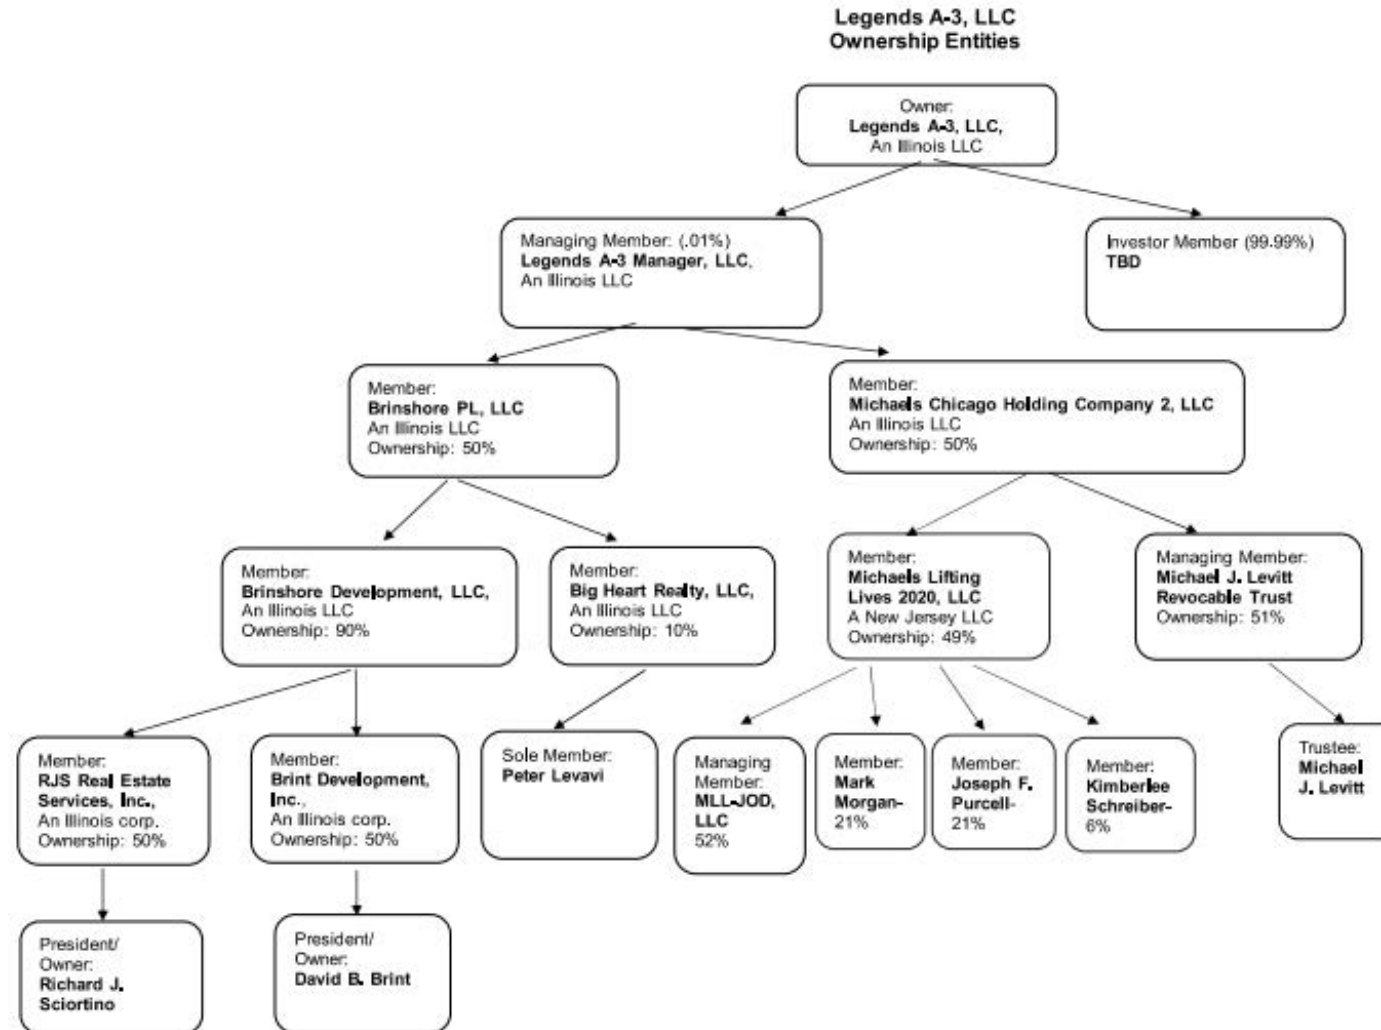 Legends A-3, LLC
Ownership Entities
Owner:
Legends A-3, LLC,
An Illinois LLC
Managing Member: (.01%)
Legends A-3 Manager, LLC,
An Illinois LLC
Investor Member (99.99%)
TBD
Member:
Brinshore PL, LLC
An Illinois LLC
Ownership: 50%
Member:
Michaels Chicago Holding Company 2, LLC
An Illinois LLC
Ownership: 50%
Member:
Brinshore Development, LLC,
An Illinois LLC
Ownership: 90%
Member:
Big Heart Realty, LLC,
An Illinois LLC
Ownership: 10%
Member:
Michaels Lifting
Lives 2020, LLC
A New Jersey LLC
Ownership: 49%
Managing Member:
Michael J. Levitt
Revocable Trust
Ownership: 51%
Member:
RJS Real Estate
Services, Inc.,
An Illinois corp.
Ownership: 50%
Member:
Brint Development,
Inc.,
An Illinois corp.
Ownership: 50%
Sole Member:
Peter Levavi
Managing
Member:
MLL-JOD,
LLC
52%
Member:
Mark
Morgan-
21%
Member:
Joseph F.
Purcell-
21%
Member:
Kimberlee
Schreiber-
6%
Trustee:
Michael
J. Levitt
President/
Owner:
Richard J.
Sciortino
President/
Owner:
David B. Brint